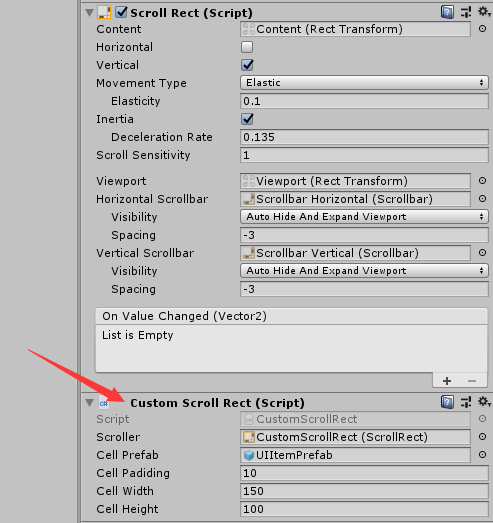 Scroll Rect (Script)
Content Content (Rect Transform)
Horizontal
Vertical
Movement Type Elastic
Elasticity 0.1
Inertia
Deceleration Rate 0.135
Scroll Sensitivity 1
Viewport Viewport (Rect Transform)
Horizontal Scrollbar Scrollbar Horizontal (Scrollbar)
Visibility Auto Hide And Expand Viewport
Spacing -3
Vertical Scrollbar Scrollbar Vertical (Scrollbar)
Visibility Auto Hide And Expand Viewport
Spacing -3
On Value Changed (Vector2)
List is Empty
+ −
C# Custom Scroll Rect (Script)
Script CustomScrollRect
Scroller CustomScrollRect (ScrollRect)
Cell Prefab UIItemPrefab
Cell Padiding 10
Cell Width 150
Cell Height 100